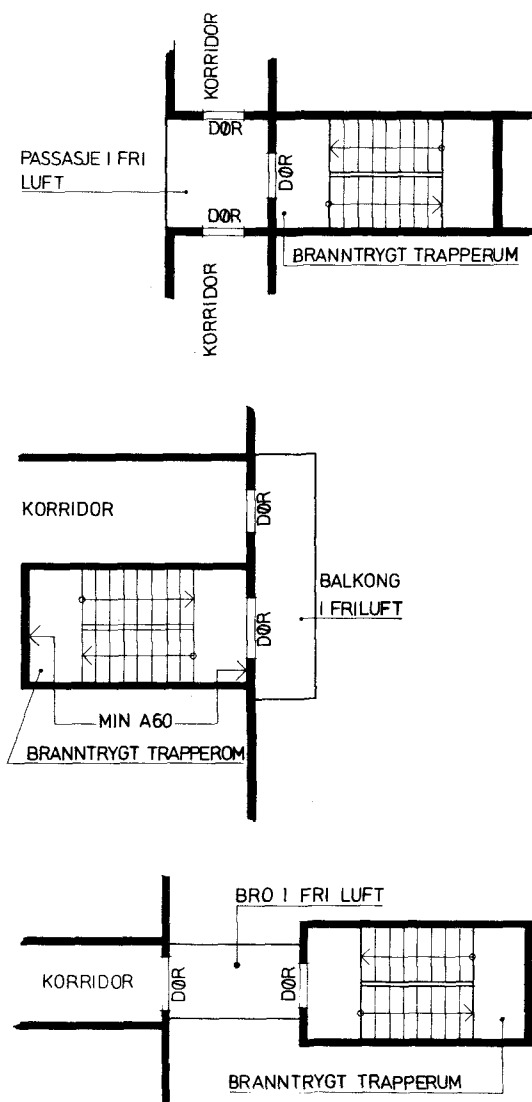 KORRIDOR
DØR
PASSASJE I FRI
LUFT
DØR
DØR
BRANNTRYGT TRAPPERUM
KORRIDOR
KORRIDOR
DØR
BALKONG
I FRILUFT
DØR
MIN A60
BRANNTRYGT TRAPPEROM
BRO I FRI LUFT
KORRIDOR
DØR
DØR
BRANNTRYGT TRAPPERUM